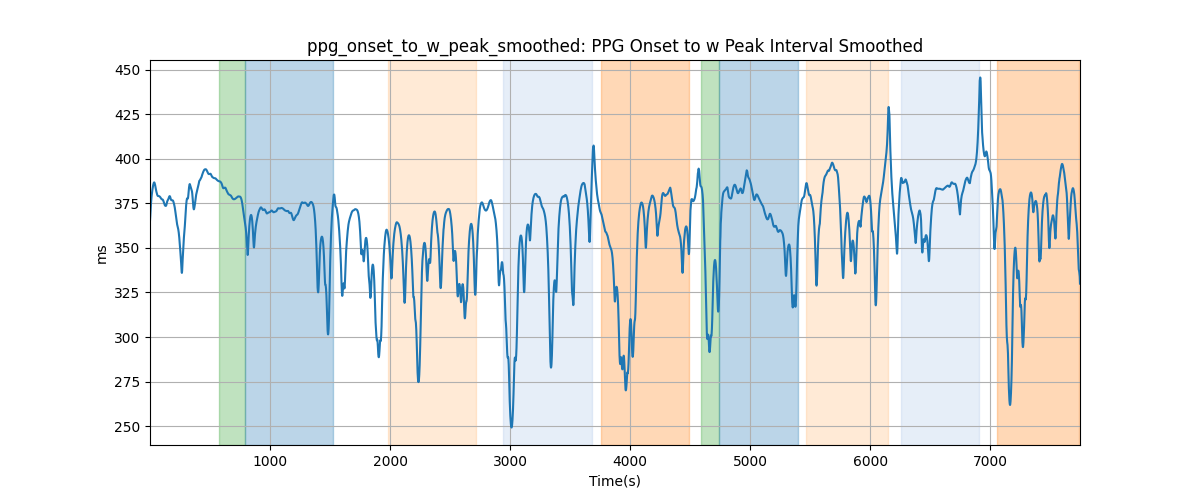 ppg_onset_to_w_peak_smoothed: PPG Onset to w Peak Interval Smoothed
450
425
400
375
350
325
300
275
250
ms
1000 2000 3000 4000 5000 6000 7000
Time(s)